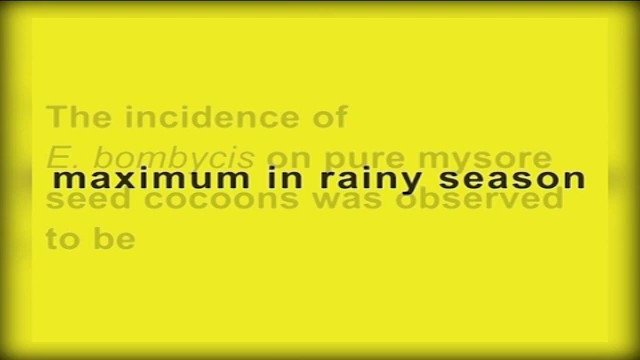 The incidence of
E. bombycis on pure mysore
maximum in rainy season
seed cocoons was observed
to be